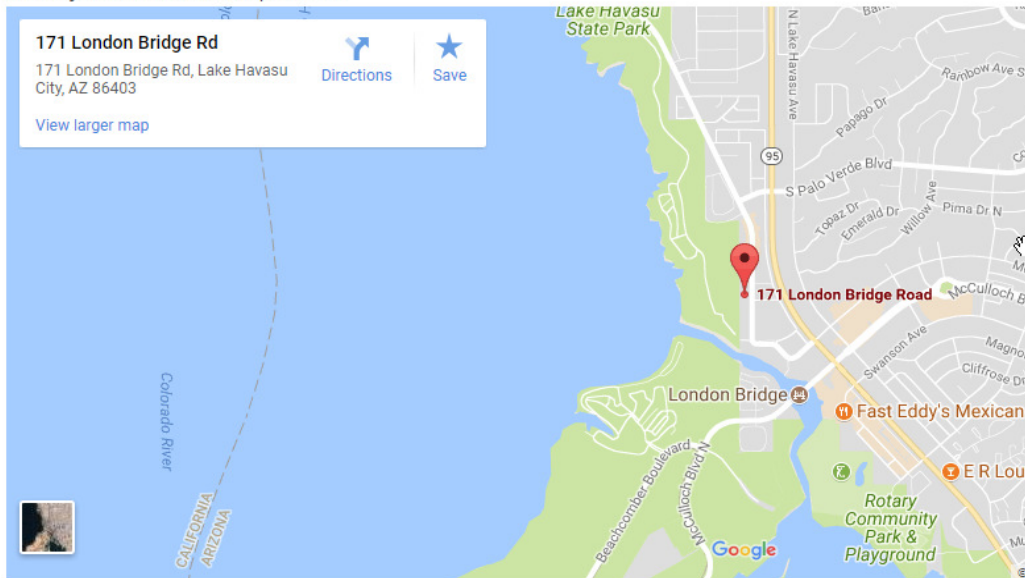 171 London Bridge Rd
171 London Bridge Rd, Lake Havasu
City, AZ 86403
Directions
Save
View larger map
Lake Havasu
State Park
N Lake Havasu Ave
Rainbow Ave S
Papago Dr
95
S Palo Verde Blvd
Topaz Dr
Emerald Dr
Willow Ave
Pima Dr N
171 London Bridge Road
McCulloch B
Swanson Ave
Magno
Cliffrose Dr
London Bridge
Fast Eddy's Mexican
E R Lou
Colorado River
Beachcomber Boulevard
McCulloch Blvd N
Rotary
Community
Park &
Playground
CALIFORNIA
ARIZONA
Google